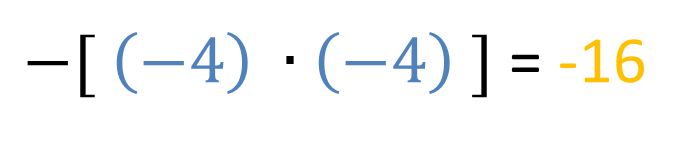 −[ (−4) · (−4) ] = -16